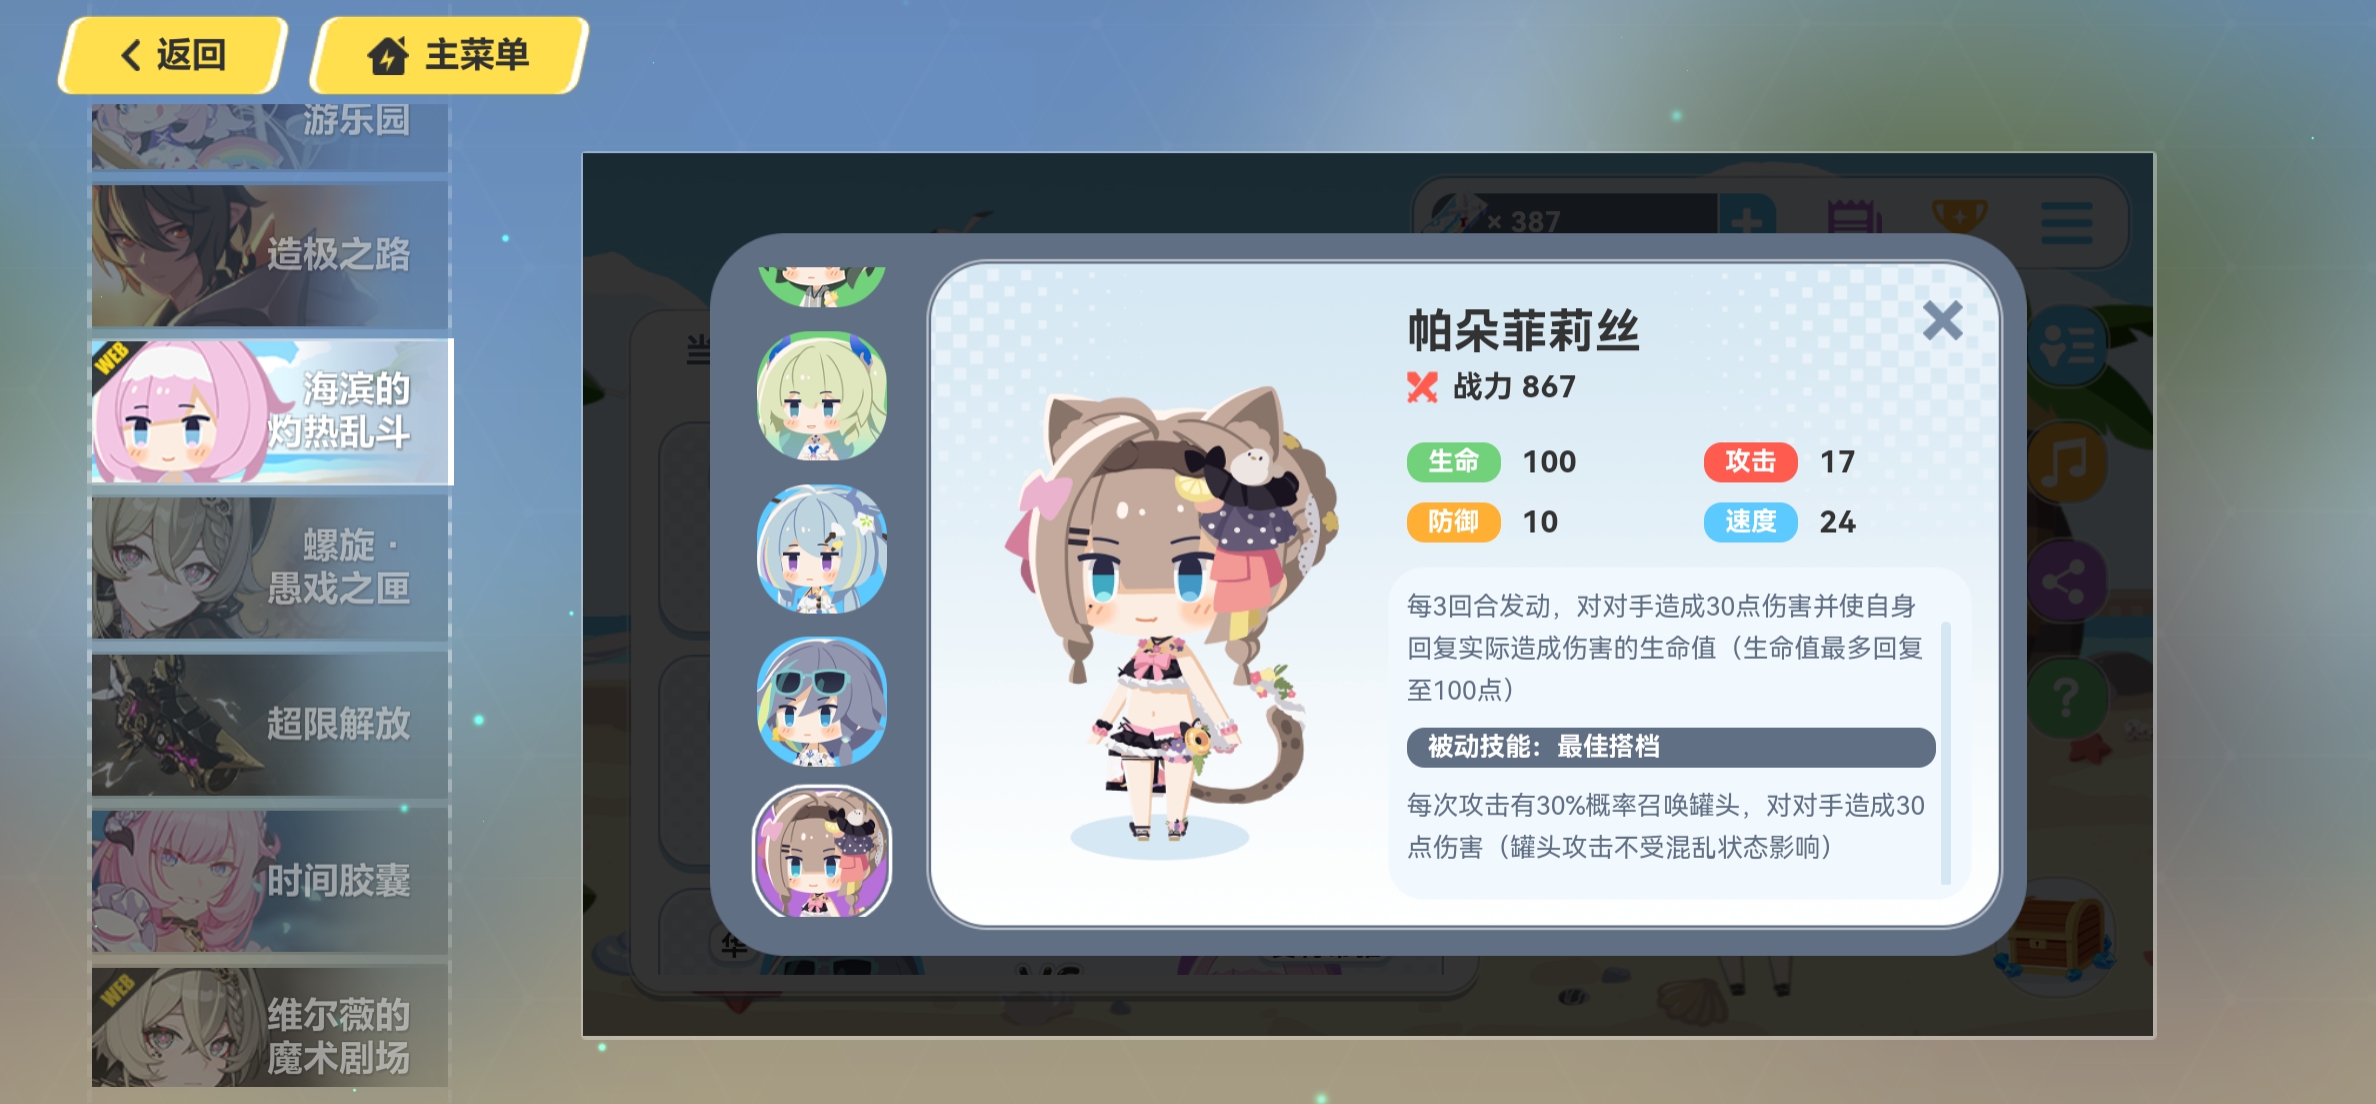 返回
主菜单
游乐园
造极之路
WEB
海滨的
灼热乱斗
螺旋·
愚戏之匣
超限解放
时间胶囊
WEB
维尔薇的
魔术剧场
× 387
当
帕朵菲莉丝
战力 867
生命 100
攻击 17
防御 10
速度 24
每3回合发动，对对手造成30点伤害并使自身
回复实际造成伤害的生命值（生命值最多回复
至100点）
被动技能：最佳搭档
每次攻击有30%概率召唤罐头，对对手造成30
点伤害（罐头攻击不受混乱状态影响）
华
VS